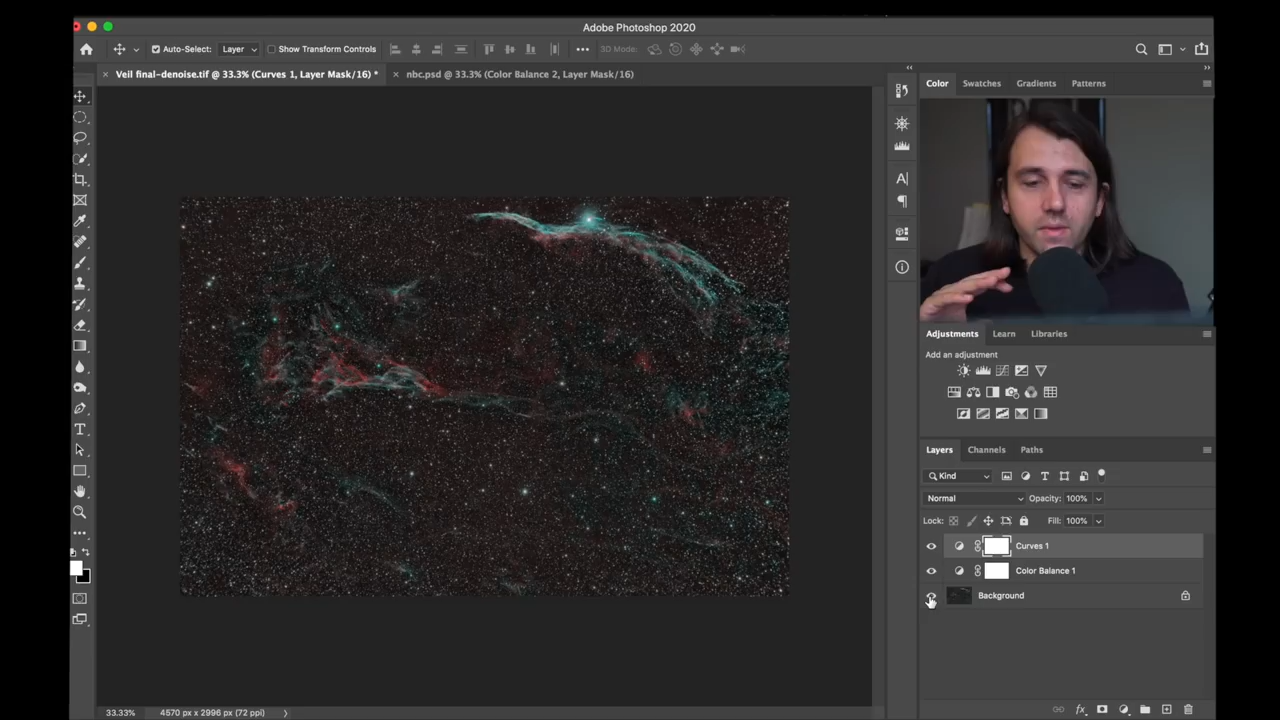 Adobe Photoshop 2020
Auto-Select: Layer Show Transform Controls 3D Mode:
Veil final-denoise.tif @ 33.3% (Curves 1, Layer Mask/16) * nbc.psd @ 33.3% (Color Balance 2, Layer Mask/16)
Color Swatches Gradients Patterns
Adjustments Learn Libraries
Add an adjustment
Layers Channels Paths
Kind
Normal Opacity: 100%
Lock: Fill: 100%
Curves 1
Color Balance 1
Background
33.33% 4570 px x 2996 px (72 ppi)